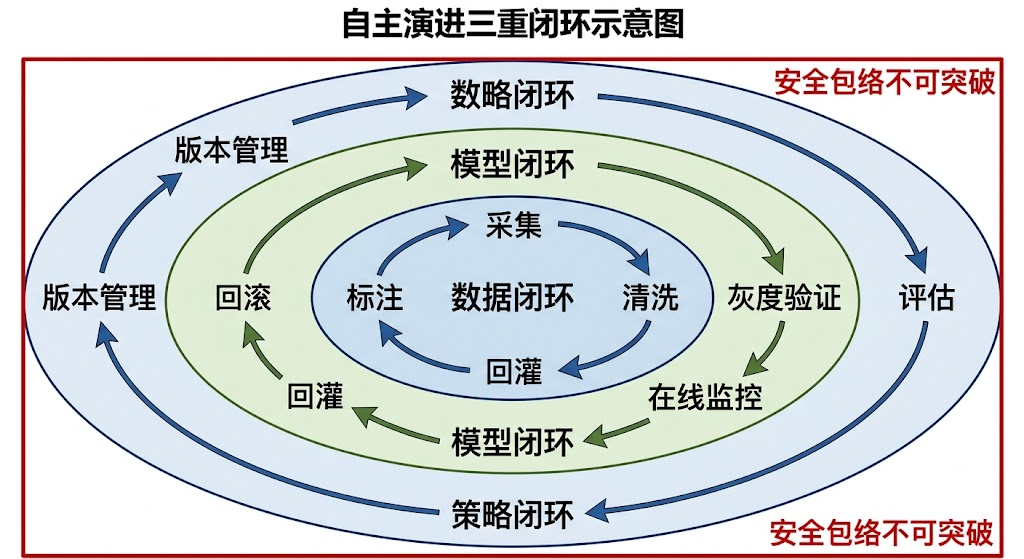 自主演进三重闭环示意图
安全包络不可突破
数略闭环
版本管理
模型闭环
采集
版本管理
回滚
标注
数据闭环
清洗
灰度验证
评估
回灌
回灌
在线监控
模型闭环
策略闭环
安全包络不可突破